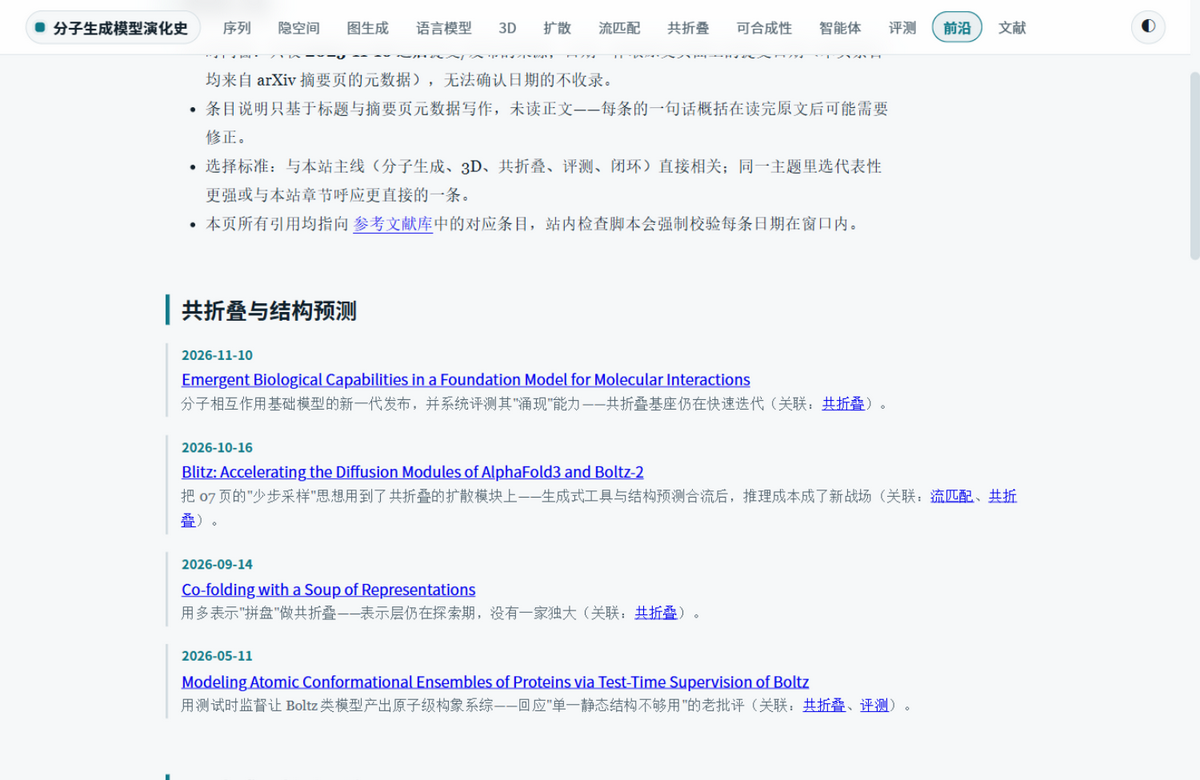 分子生成模型演化史 序列 隐空间 图生成 语言模型 3D 扩散 流匹配 共折叠 可合成性 智能体 评测 前沿 文献
均来自 arXiv 摘要页的元数据），无法确认日期的不收录。
条目说明只基于标题与摘要页元数据写作，未读正文——每条的一句话概括在读完原文后可能需要
修正。
选择标准：与本站主线（分子生成、3D、共折叠、评测、闭环）直接相关；同一主题里选代表性
更强或与本站章节呼应更直接的一条。
本页所有引用均指向 参考文献库中的对应条目，站内检查脚本会强制校验每条日期在窗口内。
共折叠与结构预测
2026-11-10
Emergent Biological Capabilities in a Foundation Model for Molecular Interactions
分子相互作用基础模型的新一代发布，并系统评测其"涌现"能力——共折叠基座仍在快速迭代（关联：共折叠）。
2026-10-16
Blitz: Accelerating the Diffusion Modules of AlphaFold3 and Boltz-2
把 07 页的"少步采样"思想用到了共折叠的扩散模块上——生成式工具与结构预测合流后，推理成本成了新战场（关联：流匹配、共折
叠）。
2026-09-14
Co-folding with a Soup of Representations
用多表示"拼盘"做共折叠——表示层仍在探索期，没有一家独大（关联：共折叠）。
2026-05-11
Modeling Atomic Conformational Ensembles of Proteins via Test-Time Supervision of Boltz
用测试时监督让 Boltz 类模型产出原子级构象系综——回应"单一静态结构不够用"的老批评（关联：共折叠、评测）。